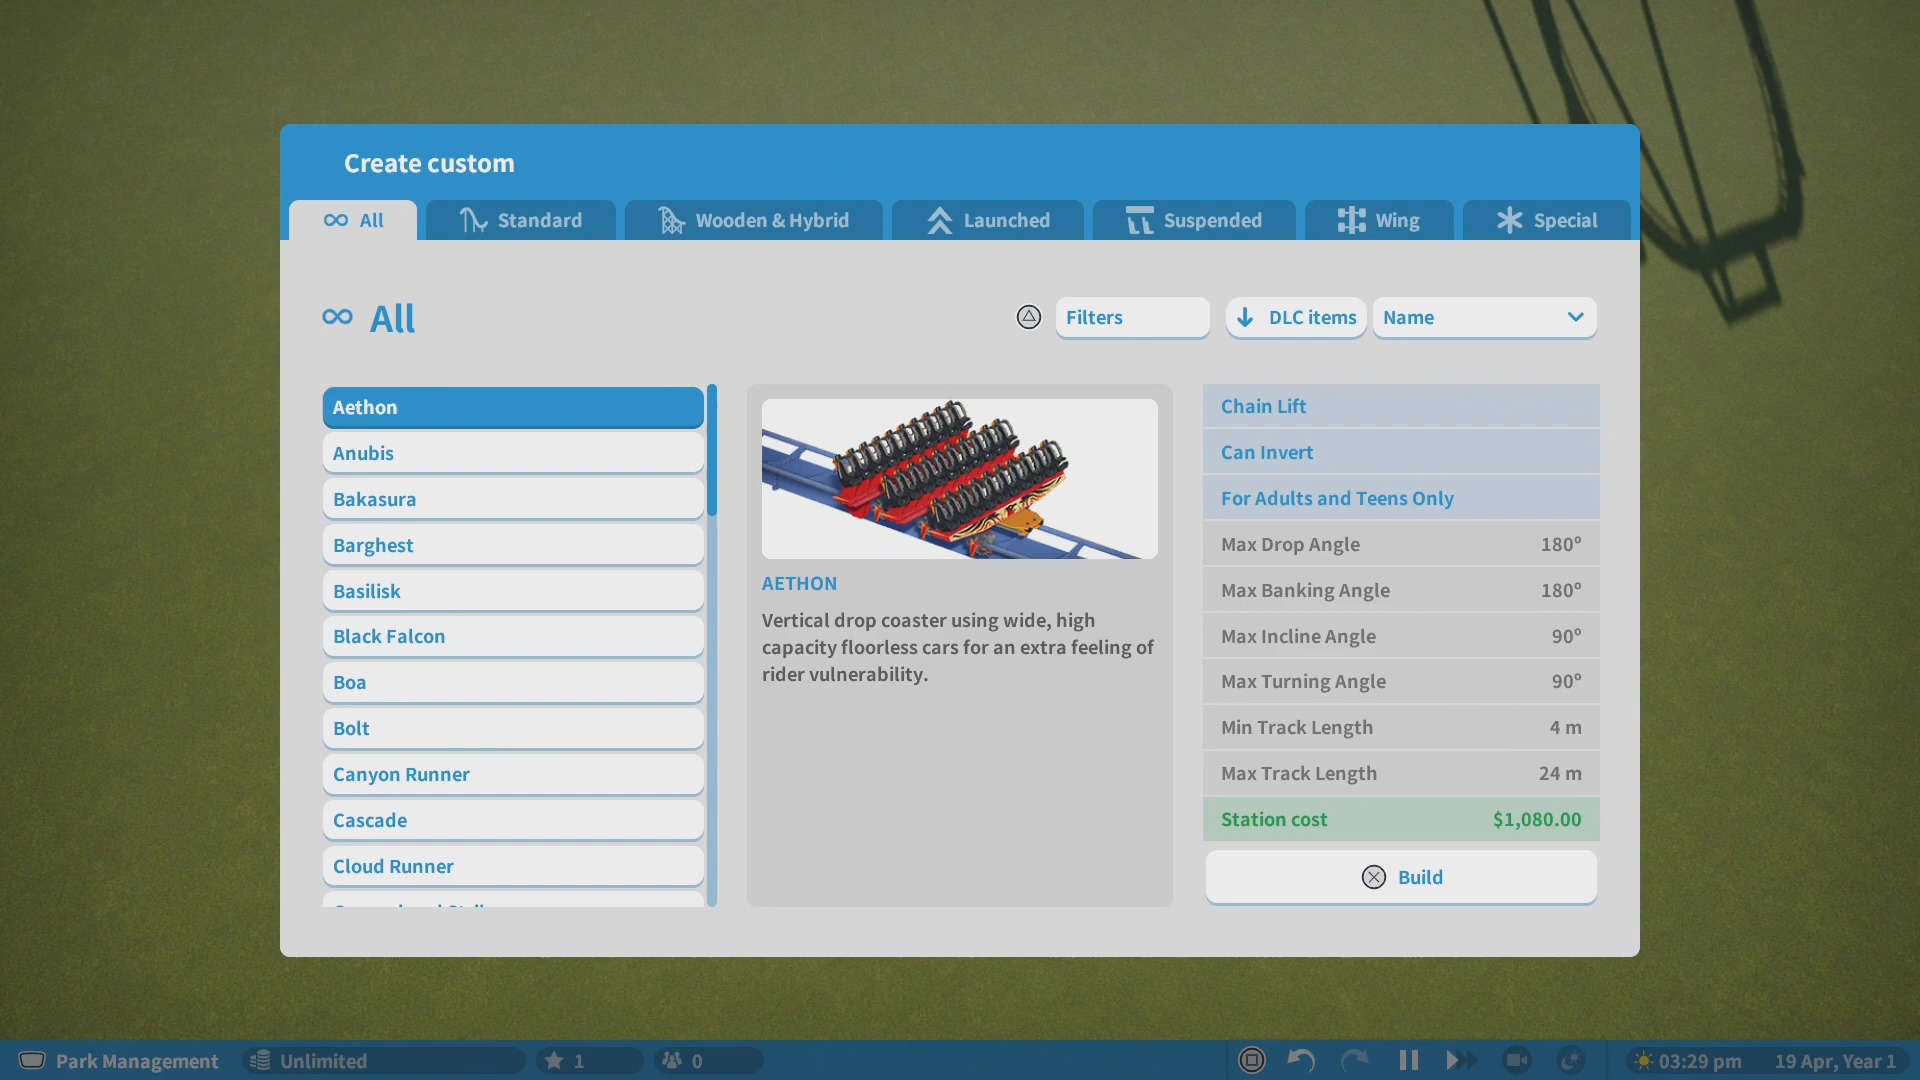 Create custom
All
Standard
Wooden & Hybrid
Launched
Suspended
Wing
Special
All
Filters
DLC items
Name
Aethon
Anubis
Bakasura
Barghest
Basilisk
Black Falcon
Boa
Bolt
Canyon Runner
Cascade
Cloud Runner
AETHON
Vertical drop coaster using wide, high
capacity floorless cars for an extra feeling of
rider vulnerability.
Chain Lift
Can Invert
For Adults and Teens Only
Max Drop Angle 180º
Max Banking Angle 180º
Max Incline Angle 90º
Max Turning Angle 90º
Min Track Length 4 m
Max Track Length 24 m
Station cost $1,080.00
Build
Park Management
Unlimited
1
0
03:29 pm
19 Apr, Year 1